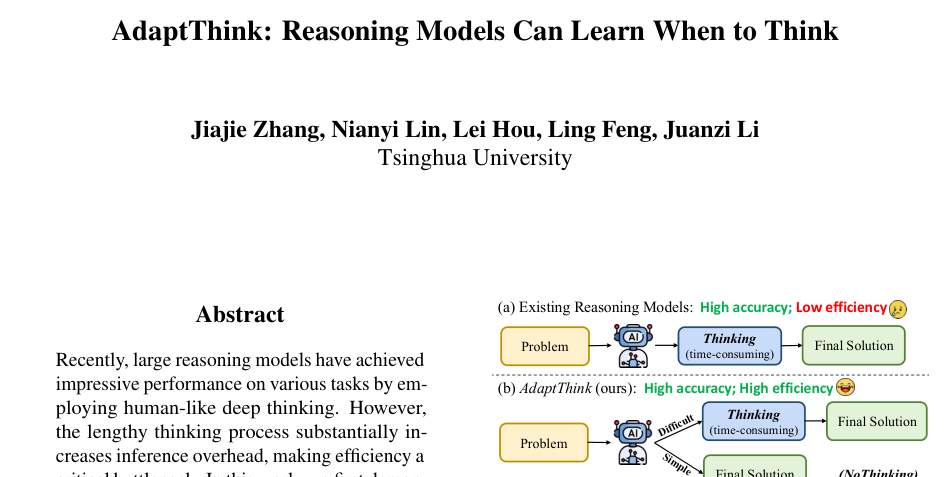 AdaptThink: Reasoning Models Can Learn When to Think
Jiajie Zhang, Nianyi Lin, Lei Hou, Ling Feng, Juanzi Li
Tsinghua University
Abstract
Recently, large reasoning models have achieved
impressive performance on various tasks by em-
ploying human-like deep thinking. However,
the lengthy thinking process substantially in-
creases inference overhead, making efficiency a
(a) Existing Reasoning Models: High accuracy; Low efficiency
Problem
AI
Thinking
(time-consuming)
Final Solution
(b) AdaptThink (ours): High accuracy; High efficiency
Problem
AI
Difficult
Thinking
(time-consuming)
Final Solution
Simple
Final Solution
(NoThinking)